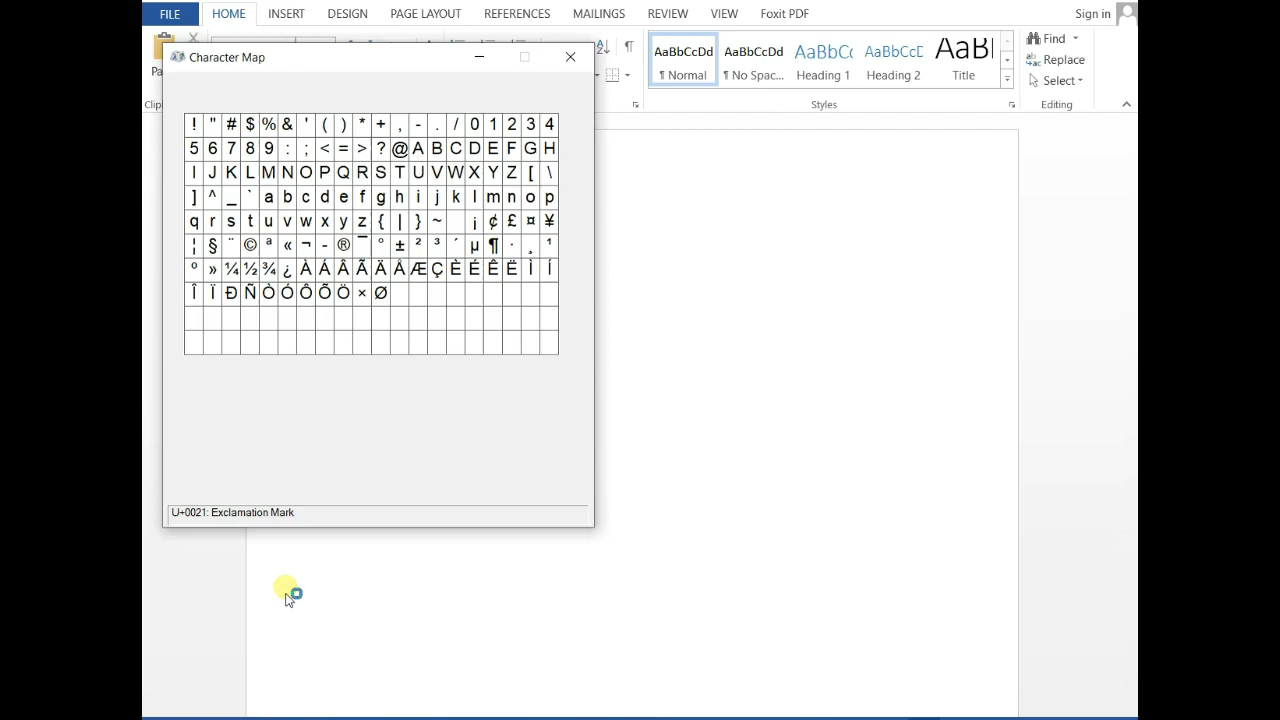 FILE HOME INSERT DESIGN PAGE LAYOUT REFERENCES MAILINGS REVIEW VIEW Foxit PDF Sign in
Character Map
AaBbCcDd AaBbCcDd AaBbCc AaBbCcD AaBl
¶ Normal ¶ No Spac... Heading 1 Heading 2 Title
Find
Replace
Select
Styles
Editing
! " # $ % & ' ( ) * + , - . / 0 1 2 3 4
5 6 7 8 9 : ; < = > ? @ A B C D E F G H
I J K L M N O P Q R S T U V W X Y Z [ \
] ^ _ ` a b c d e f g h i j k l m n o p
q r s t u v w x y z { | } ~ ¡ ¢ £ ¤ ¥
¦ § ¨ © ª « ¬ - ® ¯ ° ± ² ³ ´ µ ¶ · ¸ ¹
º » ¼ ½ ¾ ¿ À Á Â Ã Ä Å Æ Ç È É Ê Ë Ì Í
Î Ï Ð Ñ Ò Ó Ô Õ Ö × Ø
U+0021: Exclamation Mark